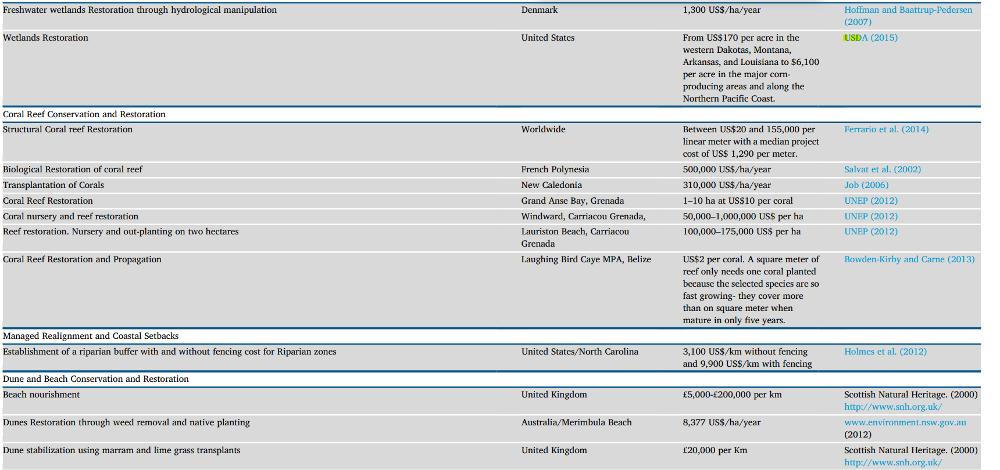 Freshwater wetlands Restoration through hydrological manipulation Denmark 1,300 US$/ha/year Hoffman and Baattrup-Pedersen
(2007)
Wetlands Restoration United States From US$170 per acre in the USDA (2015)
western Dakotas, Montana,
Arkansas, and Louisiana to $6,100
per acre in the major corn-
producing areas and along the
Northern Pacific Coast.
Coral Reef Conservation and Restoration
Structural Coral reef Restoration Worldwide Between US$20 and 155,000 per Ferrario et al. (2014)
linear meter with a median project
cost of US$ 1,290 per meter.
Biological Restoration of coral reef French Polynesia 500,000 US$/ha/year Salvat et al. (2002)
Transplantation of Corals New Caledonia 310,000 US$/ha/year Job (2006)
Coral Reef Restoration Grand Anse Bay, Grenada 1–10 ha at US$10 per coral UNEP (2012)
Coral nursery and reef restoration Windward, Carriacou Grenada, 50,000–1,000,000 US$ per ha UNEP (2012)
Reef restoration. Nursery and out-planting on two hectares Lauriston Beach, Carriacou 100,000–175,000 US$ per ha UNEP (2012)
Grenada
Coral Reef Restoration and Propagation Laughing Bird Caye MPA, Belize US$2 per coral. A square meter of Bowden-Kirby and Carne (2013)
reef only needs one coral planted
because the selected species are so
fast growing- they cover more
than on square meter when
mature in only five years.
Managed Realignment and Coastal Setbacks
Establishment of a riparian buffer with and without fencing cost for Riparian zones United States/North Carolina 3,100 US$/km without fencing Holmes et al. (2012)
and 9,900 US$/km with fencing
Dune and Beach Conservation and Restoration
Beach nourishment United Kingdom £5,000-£200,000 per km Scottish Natural Heritage. (2000)
http://www.snh.org.uk/
Dunes Restoration through weed removal and native planting Australia/Merimbula Beach 8,377 US$/ha/year www.environment.nsw.gov.au
(2012)
Dune stabilization using marram and lime grass transplants United Kingdom £20,000 per Km Scottish Natural Heritage. (2000)
http://www.snh.org.uk/